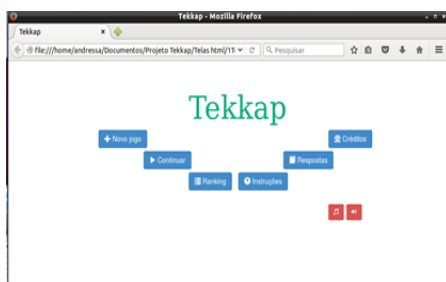 Tekkap - Mozilla Firefox
Tekkap
file:///home/andressa/Documentos/Projeto Tekkap/Telas html/1Te
Pesquisar
Tekkap
Novo jogo
Créditos
Continuar
Respostas
Ranking
Instruções